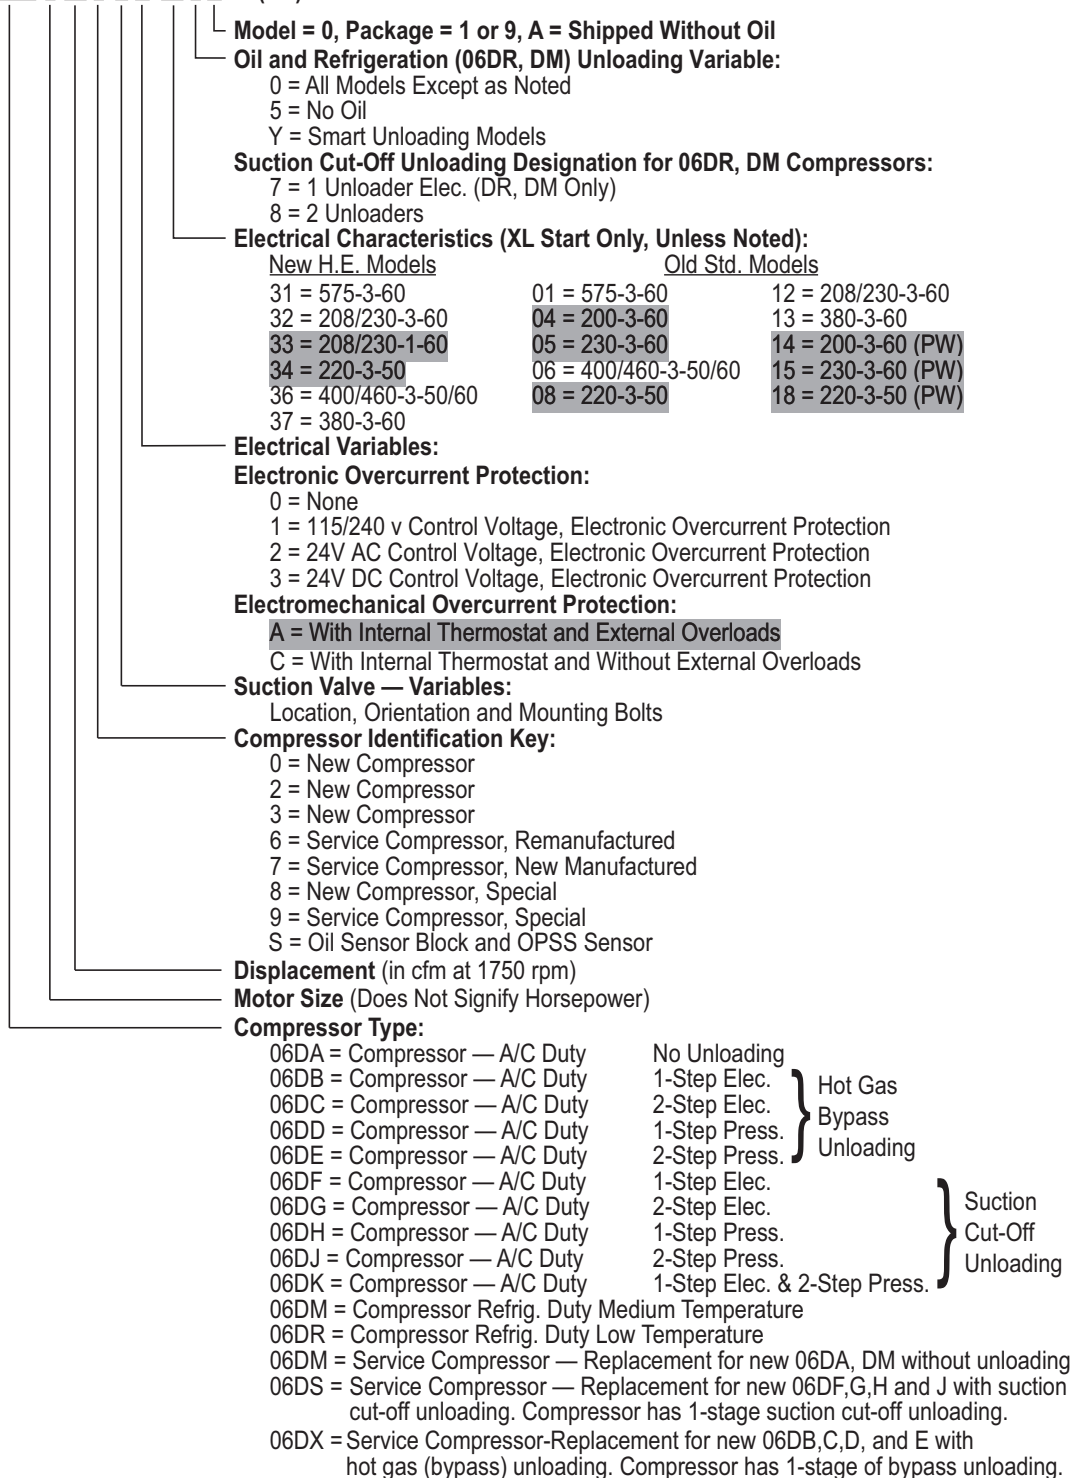 Model = 0, Package = 1 or 9, A = Shipped Without Oil
Oil and Refrigeration (06DR, DM) Unloading Variable:
0 = All Models Except as Noted
5 = No Oil
Y = Smart Unloading Models
Suction Cut-Off Unloading Designation for 06DR, DM Compressors:
7 = 1 Unloader Elec. (DR, DM Only)
8 = 2 Unloaders
Electrical Characteristics (XL Start Only, Unless Noted):
New H.E. Models Old Std. Models
31 = 575-3-60 01 = 575-3-60 12 = 208/230-3-60
32 = 208/230-3-60 04 = 200-3-60 13 = 380-3-60
33 = 208/230-1-60 05 = 230-3-60 14 = 200-3-60 (PW)
34 = 220-3-50 06 = 400/460-3-50/60 15 = 230-3-60 (PW)
36 = 400/460-3-50/60 08 = 220-3-50 18 = 220-3-50 (PW)
37 = 380-3-60
Electrical Variables:
Electronic Overcurrent Protection:
0 = None
1 = 115/240 v Control Voltage, Electronic Overcurrent Protection
2 = 24V AC Control Voltage, Electronic Overcurrent Protection
3 = 24V DC Control Voltage, Electronic Overcurrent Protection
Electromechanical Overcurrent Protection:
A = With Internal Thermostat and External Overloads
C = With Internal Thermostat and Without External Overloads
Suction Valve — Variables:
Location, Orientation and Mounting Bolts
Compressor Identification Key:
0 = New Compressor
2 = New Compressor
3 = New Compressor
6 = Service Compressor, Remanufactured
7 = Service Compressor, New Manufactured
8 = New Compressor, Special
9 = Service Compressor, Special
S = Oil Sensor Block and OPSS Sensor
Displacement (in cfm at 1750 rpm)
Motor Size (Does Not Signify Horsepower)
Compressor Type:
06DA = Compressor — A/C Duty No Unloading
06DB = Compressor — A/C Duty 1-Step Elec.
06DC = Compressor — A/C Duty 2-Step Elec.
06DD = Compressor — A/C Duty 1-Step Press.
06DE = Compressor — A/C Duty 2-Step Press.
Hot Gas
Bypass
Unloading
06DF = Compressor — A/C Duty 1-Step Elec.
06DG = Compressor — A/C Duty 2-Step Elec.
06DH = Compressor — A/C Duty 1-Step Press.
06DJ = Compressor — A/C Duty 2-Step Press.
06DK = Compressor — A/C Duty 1-Step Elec. & 2-Step Press.
Suction
Cut-Off
Unloading
06DM = Compressor Refrig. Duty Medium Temperature
06DR = Compressor Refrig. Duty Low Temperature
06DM = Service Compressor — Replacement for new 06DA, DM without unloading
06DS = Service Compressor — Replacement for new 06DF,G,H and J with suction
cut-off unloading. Compressor has 1-stage suction cut-off unloading.
06DX = Service Compressor-Replacement for new 06DB,C,D, and E with
hot gas (bypass) unloading. Compressor has 1-stage of bypass unloading.